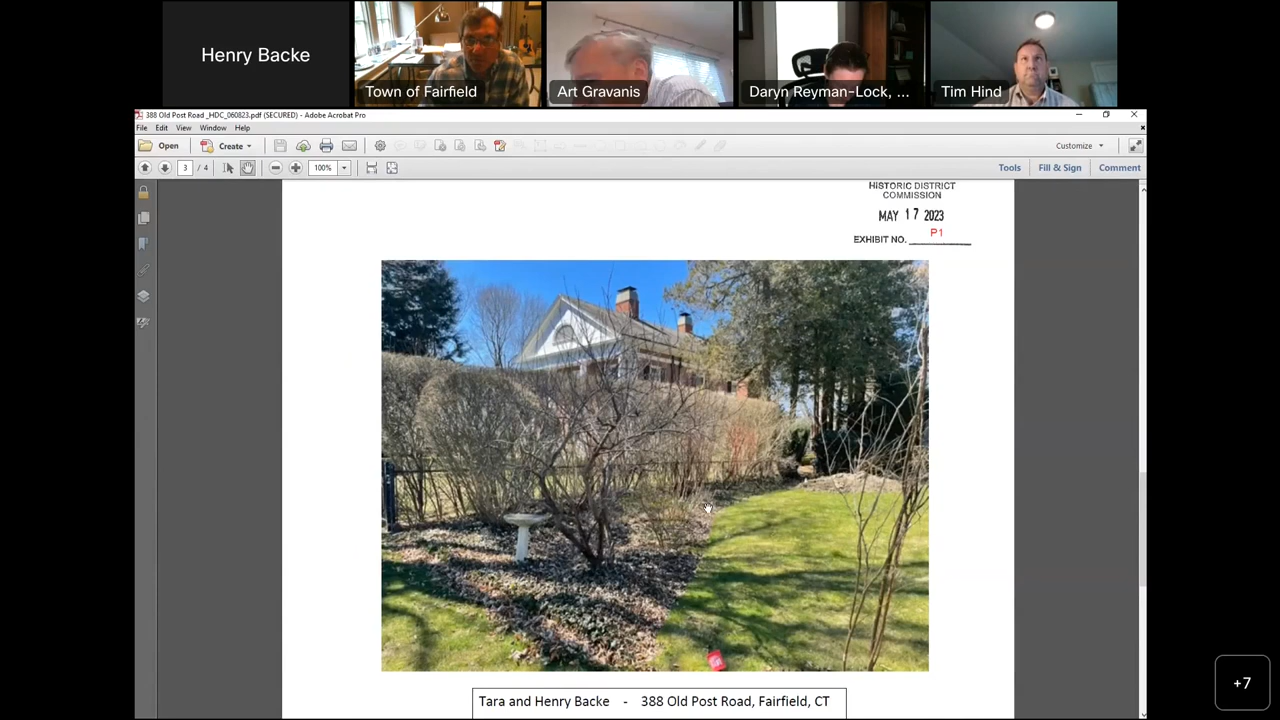 Henry Backe
Town of Fairfield
Art Gravanis
Daryn Reyman-Lock, ...
Tim Hind
388 Old Post Road _HDC_060823.pdf (SECURED) - Adobe Acrobat Pro
File Edit View Window Help
Open Create Customize
3 / 4 100% Tools Fill & Sign Comment
HISTORIC DISTRICT
COMMISSION
MAY 17 2023
P1
EXHIBIT NO.
Tara and Henry Backe - 388 Old Post Road, Fairfield, CT
+7